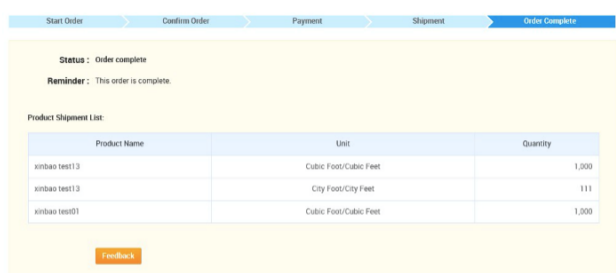 Start Order Confirm Order Payment Shipment Order Complete
Status : Order complete
Reminder : This order is complete.
Product Shipment List:
Product Name Unit Quantity
xinbao test13 Cubic Foot/Cubic Feet 1,000
xinbao test13 City Foot/City Feet 111
xinbao test01 Cubic Foot/Cubic Feet 1,000
Feedback